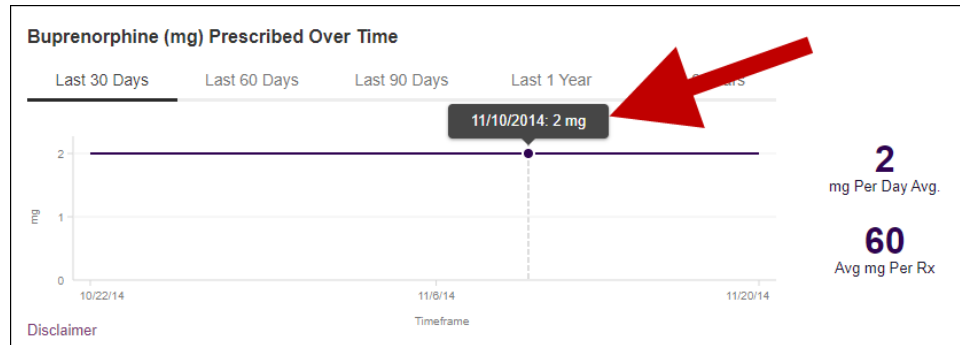 Buprenorphine (mg) Prescribed Over Time
Last 30 Days Last 60 Days Last 90 Days Last 1 Year
11/10/2014: 2 mg
2
1
0
mg
10/22/14 11/6/14 11/20/14
Timeframe
2
mg Per Day Avg.
60
Avg mg Per Rx
Disclaimer